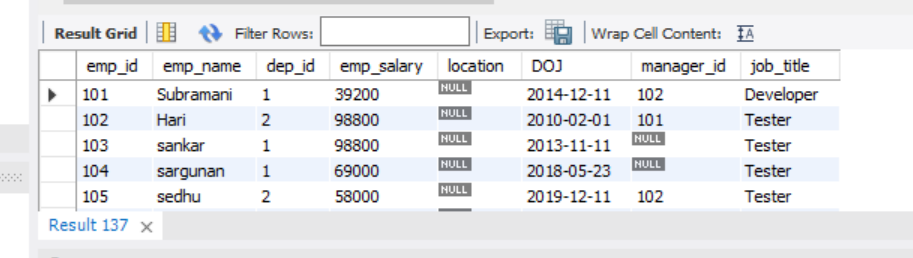 Result Grid Filter Rows: Export: Wrap Cell Content: IA
emp_id emp_name dep_id emp_salary location DOJ manager_id job_title
101 Subramani 1 39200 NULL 2014-12-11 102 Developer
102 Hari 2 98800 NULL 2010-02-01 101 Tester
103 sankar 1 98800 NULL 2013-11-11 NULL Tester
104 sargunan 1 69000 NULL 2018-05-23 NULL Tester
105 sedhu 2 58000 NULL 2019-12-11 102 Tester
Result 137 ×